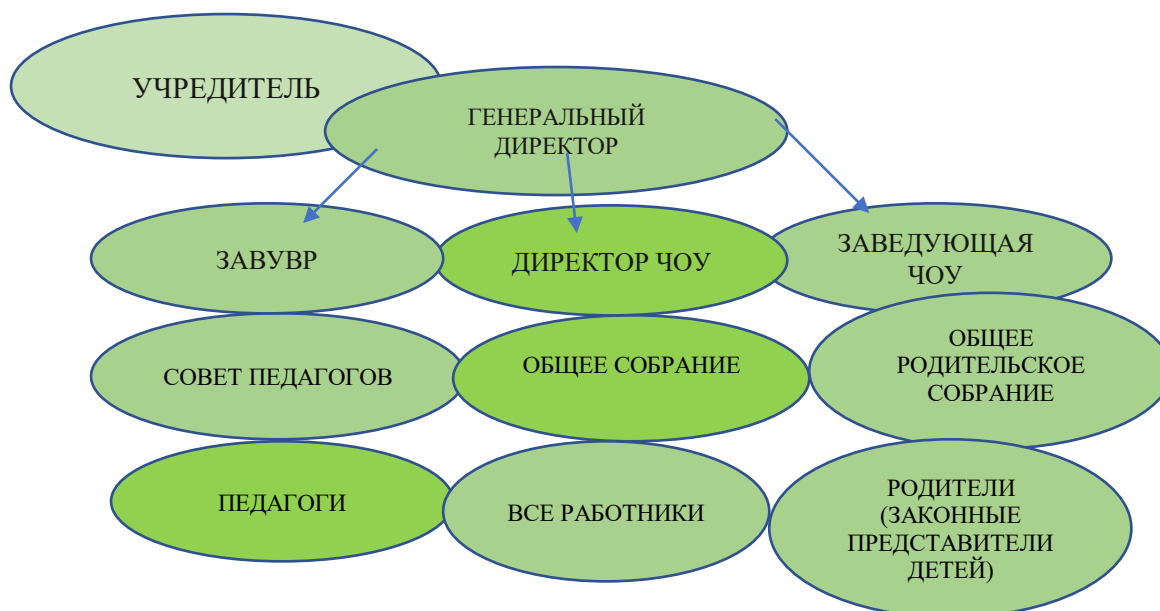 УЧРЕДИТЕЛЬ
ГЕНЕРАЛЬНЫЙ
ДИРЕКТОР
ЗАВУВР
ДИРЕКТОР ЧОУ
ЗАВЕДУЮЩАЯ
ЧОУ
СОВЕТ ПЕДАГОГОВ
ОБЩЕЕ СОБРАНИЕ
ОБЩЕЕ
РОДИТЕЛЬСКОЕ
СОБРАНИЕ
ПЕДАГОГИ
ВСЕ РАБОТНИКИ
РОДИТЕЛИ
(ЗАКОННЫЕ
ПРЕДСТАВИТЕЛИ
ДЕТЕЙ)